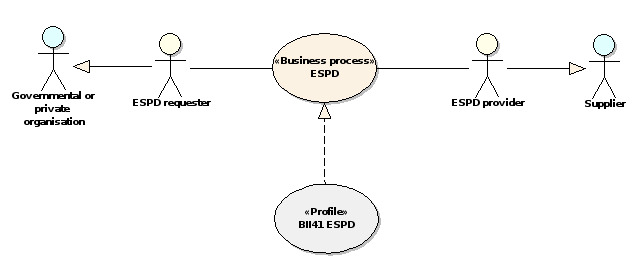 «Business process»
ESPD
Governmental or
private
organisation
ESPD requester
ESPD provider
Supplier
«Profile»
BII41 ESPD